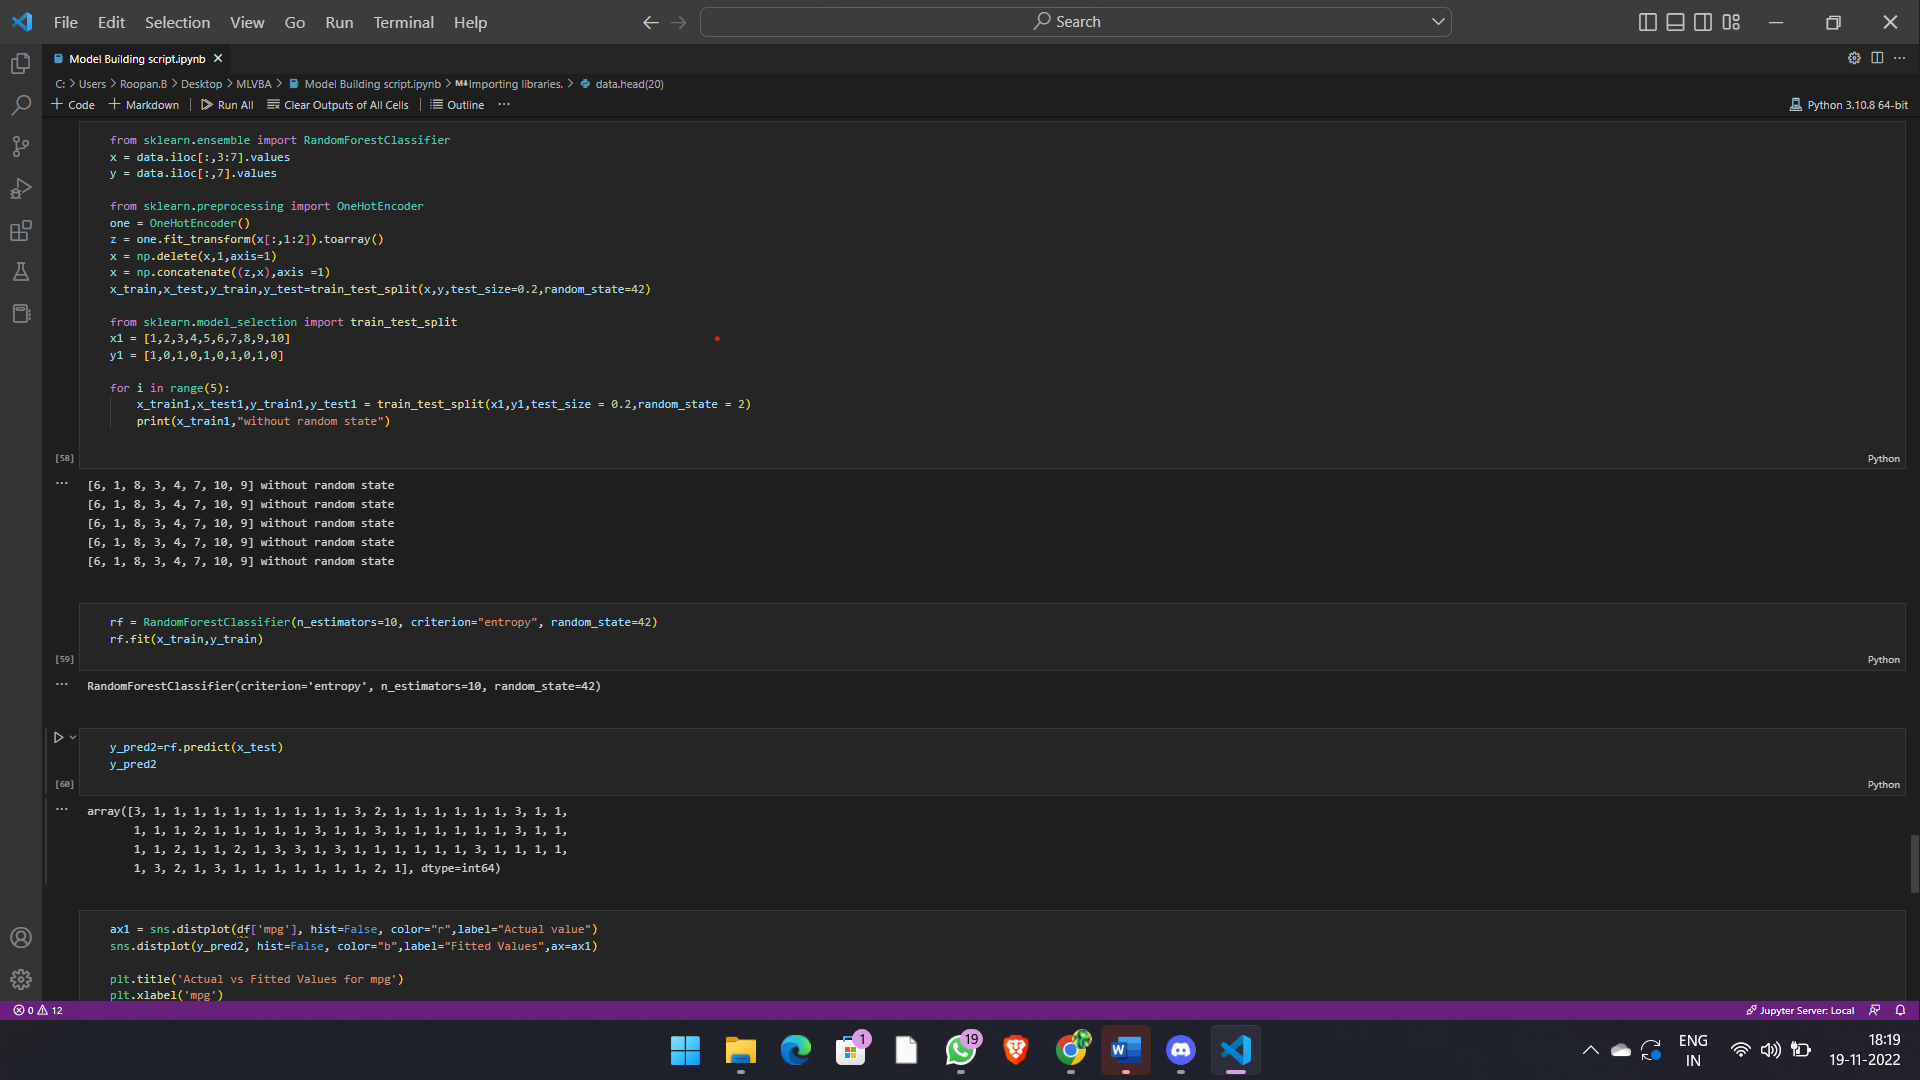 File Edit Selection View Go Run Terminal Help
Search
Model Building script.ipynb
C: > Users > Roopan.B > Desktop > MLVBA > Model Building script.ipynb > M↓Importing libraries. > data.head(20)
+ Code + Markdown | Run All Clear Outputs of All Cells | Outline ···
Python 3.10.8 64-bit
from sklearn.ensemble import RandomForestClassifier
x = data.iloc[:,3:7].values
y = data.iloc[:,7].values
from sklearn.preprocessing import OneHotEncoder
one = OneHotEncoder()
z = one.fit_transform(x[:,1:2]).toarray()
x = np.delete(x,1,axis=1)
x = np.concatenate((z,x),axis =1)
x_train,x_test,y_train,y_test=train_test_split(x,y,test_size=0.2,random_state=42)
from sklearn.model_selection import train_test_split
x1 = [1,2,3,4,5,6,7,8,9,10]
y1 = [1,0,1,0,1,0,1,0,1,0]
for i in range(5):
x_train1,x_test1,y_train1,y_test1 = train_test_split(x1,y1,test_size = 0.2,random_state = 2)
print(x_train1,"without random state")
[58]
Python
[6, 1, 8, 3, 4, 7, 10, 9] without random state
[6, 1, 8, 3, 4, 7, 10, 9] without random state
[6, 1, 8, 3, 4, 7, 10, 9] without random state
[6, 1, 8, 3, 4, 7, 10, 9] without random state
[6, 1, 8, 3, 4, 7, 10, 9] without random state
rf = RandomForestClassifier(n_estimators=10, criterion="entropy", random_state=42)
rf.fit(x_train,y_train)
[59]
Python
RandomForestClassifier(criterion='entropy', n_estimators=10, random_state=42)
y_pred2=rf.predict(x_test)
y_pred2
[60]
Python
array([3, 1, 1, 1, 1, 1, 1, 1, 1, 1, 1, 3, 2, 1, 1, 1, 1, 1, 1, 3, 1, 1,
1, 1, 1, 2, 1, 1, 1, 1, 1, 3, 1, 1, 3, 1, 1, 1, 1, 1, 1, 3, 1, 1,
1, 1, 2, 1, 1, 2, 1, 3, 3, 1, 3, 1, 1, 1, 1, 1, 1, 3, 1, 1, 1, 1,
1, 3, 2, 1, 3, 1, 1, 1, 1, 1, 1, 1, 2, 1], dtype=int64)
ax1 = sns.distplot(df['mpg'], hist=False, color="r",label="Actual value")
sns.distplot(y_pred2, hist=False, color="b",label="Fitted Values",ax=ax1)
plt.title('Actual vs Fitted Values for mpg')
plt.xlabel('mpg')
0 12
Jupyter Server: Local
1
19
W
ENG
IN
18:19
19-11-2022